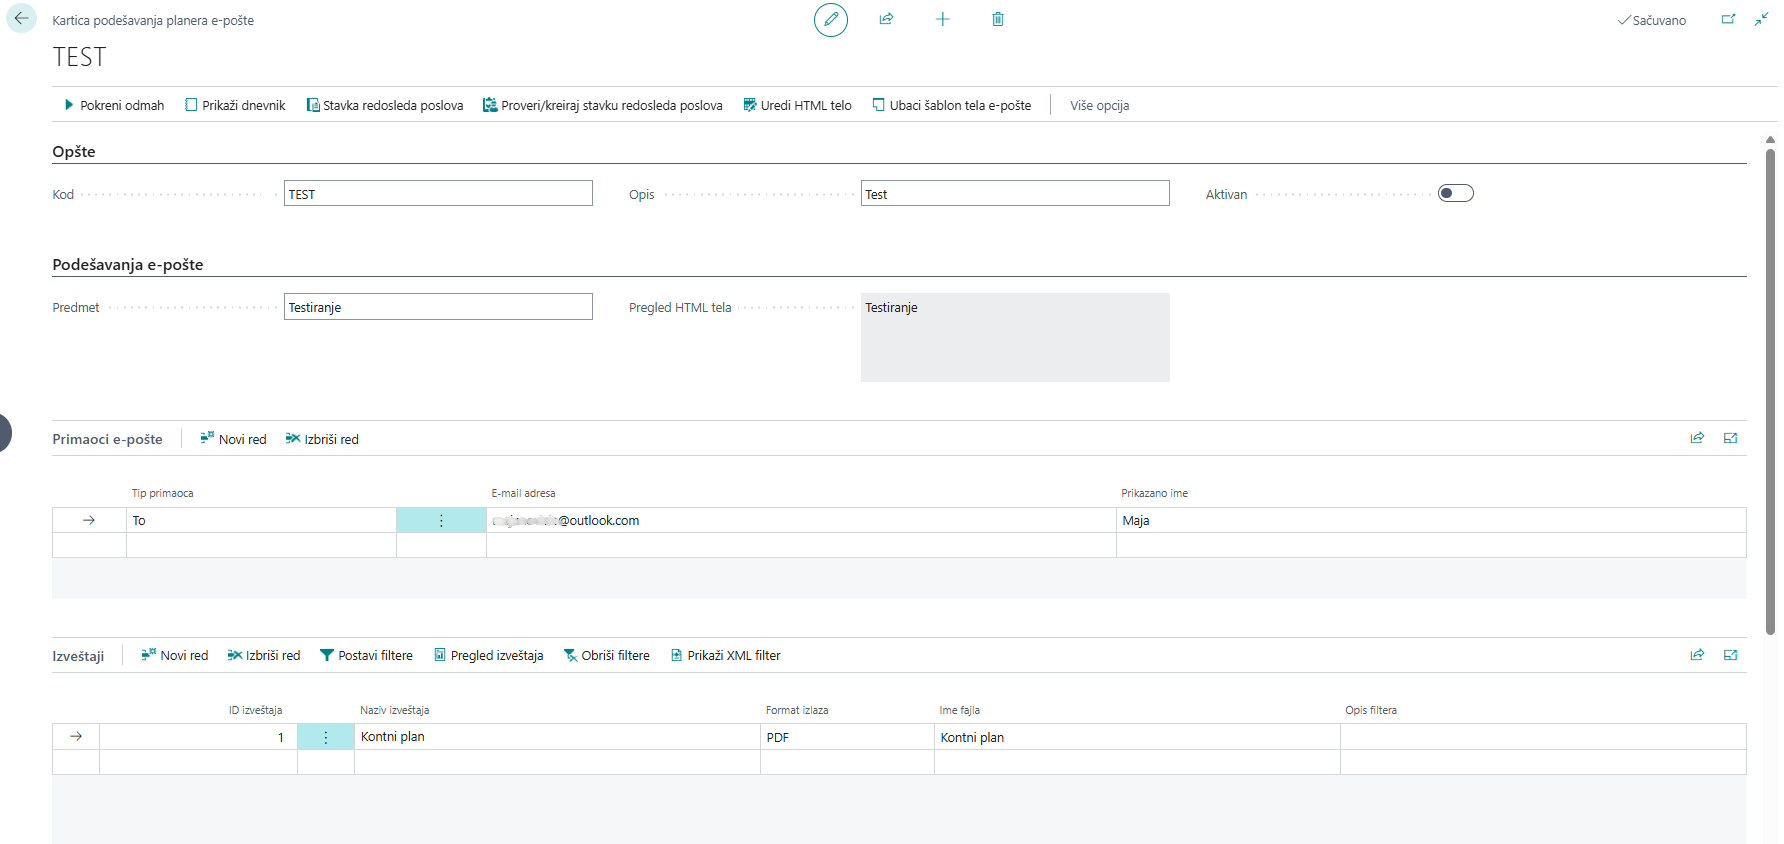 Kartica podešavanja planera e-pošte
Sačuvano
TEST
Pokreni odmah Prikaži dnevnik Stavka redosleda poslova Proveri/kreiraj stavku redosleda poslova Uredi HTML telo Ubaci šablon tela e-pošte Više opcija
Opšte
Kod TEST Opis Test Aktivan
Podešavanja e-pošte
Predmet Testiranje Pregled HTML tela Testiranje
Primaoci e-pošte Novi red Izbriši red
Tip primaoca E-mail adresa Prikazano ime
To @outlook.com Maja
Izveštaji Novi red Izbriši red Postavi filtere Pregled izveštaja Obriši filtere Prikaži XML filter
ID izveštaja Naziv izveštaja Format izlaza Ime fajla Opis filtera
1 Kontni plan PDF Kontni plan